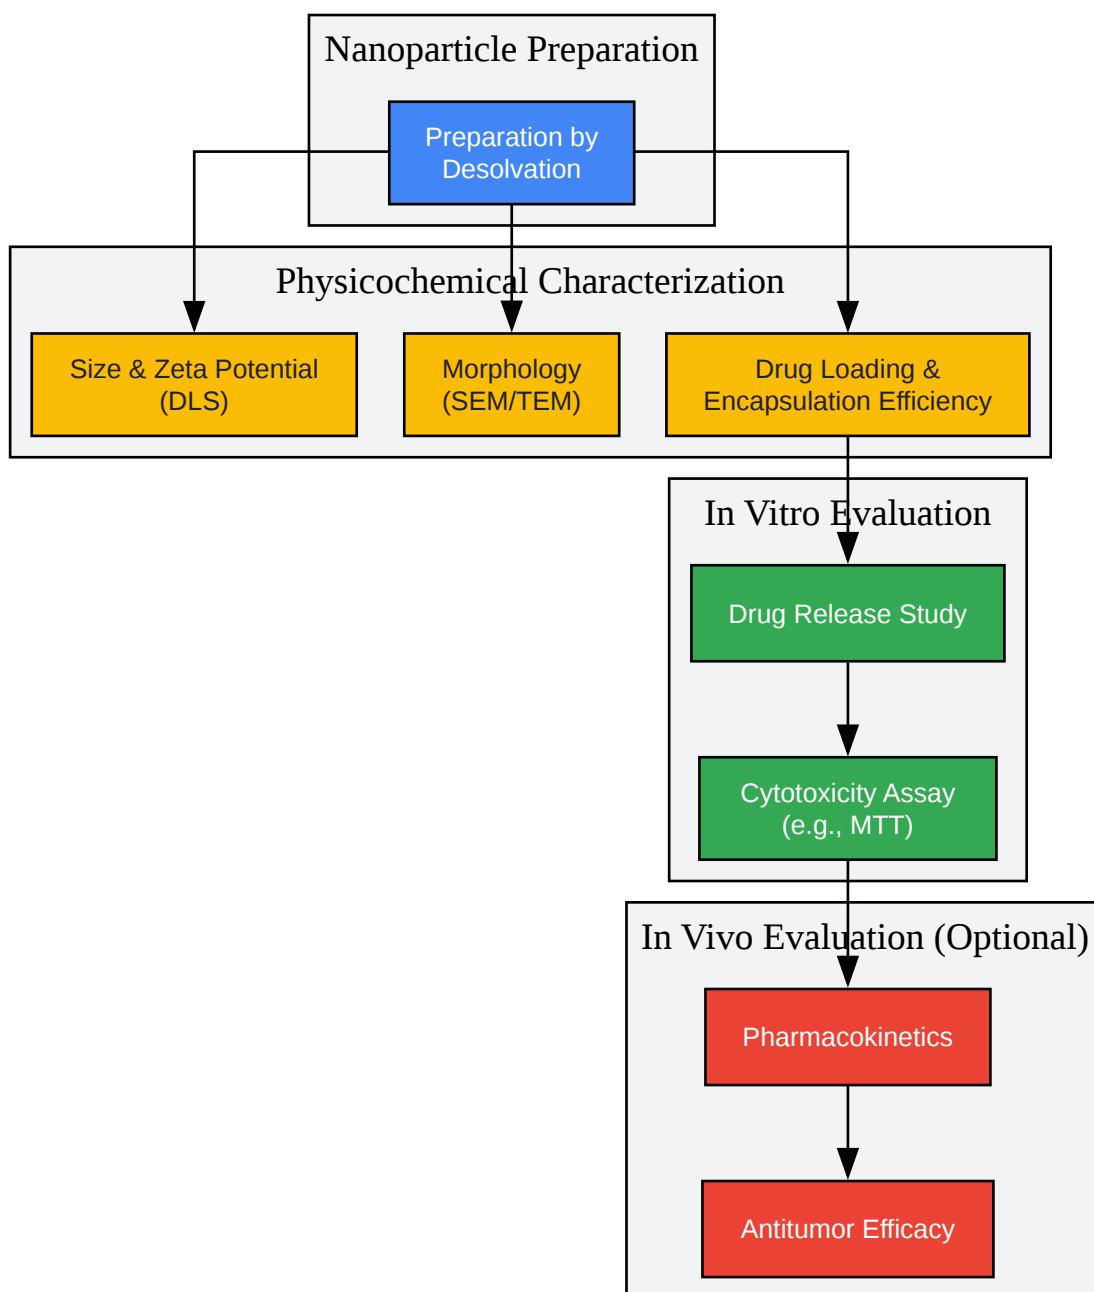 Nanoparticle Preparation
Preparation by
Desolvation
Physicochemical Characterization
Size & Zeta Potential
(DLS)
Morphology
(SEM/TEM)
Drug Loading &
Encapsulation Efficiency
In Vitro Evaluation
Drug Release Study
Cytotoxicity Assay
(e.g., MTT)
In Vivo Evaluation (Optional)
Pharmacokinetics
Antitumor Efficacy